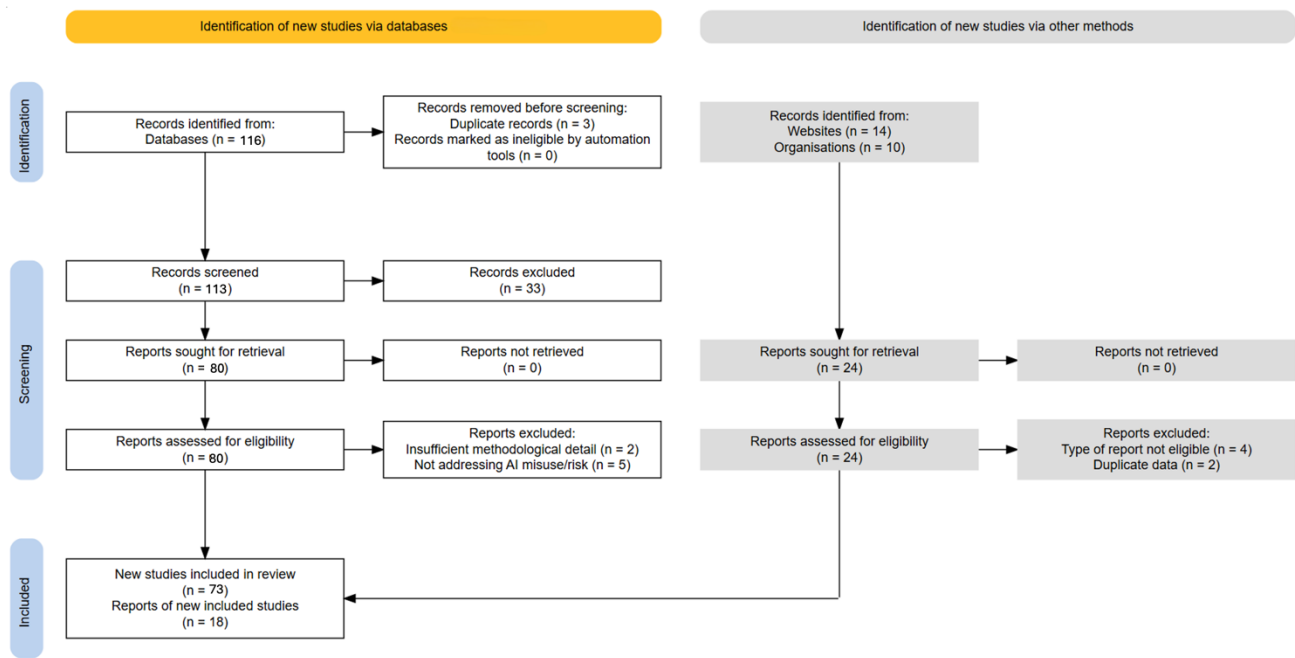 Identification of new studies via databases
Identification of new studies via other methods
Identification
Records identified from:
Databases (n = 116)
Records removed before screening:
Duplicate records (n = 3)
Records marked as ineligible by automation
tools (n = 0)
Records identified from:
Websites (n = 14)
Organisations (n = 10)
Screening
Records screened
(n = 113)
Records excluded
(n = 33)
Reports sought for retrieval
(n = 80)
Reports not retrieved
(n = 0)
Reports sought for retrieval
(n = 24)
Reports not retrieved
(n = 0)
Reports assessed for eligibility
(n = 80)
Reports excluded:
Insufficient methodological detail (n = 2)
Not addressing AI misuse/risk (n = 5)
Reports assessed for eligibility
(n = 24)
Reports excluded:
Type of report not eligible (n = 4)
Duplicate data (n = 2)
Included
New studies included in review
(n = 73)
Reports of new included studies
(n = 18)